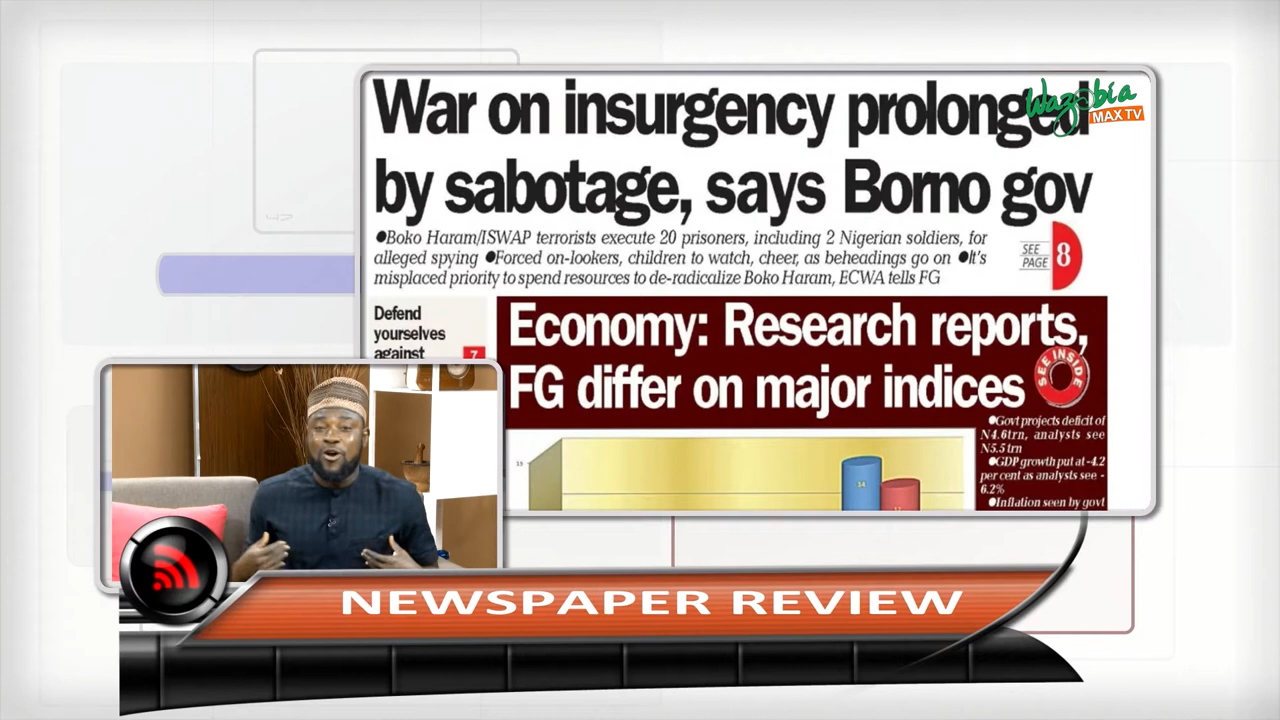 War on insurgency prolonged
by sabotage, says Borno gov
Wazobia
MAX TV
●Boko Haram/ISWAP terrorists execute 20 prisoners, including 2 Nigerian soldiers, for
alleged spying ●Forced on-lookers, children to watch, cheer, as beheadings go on ●It's
misplaced priority to spend resources to de-radicalize Boko Haram, ECWA tells FG
SEE
PAGE 8
Defend
yourselves
against
7
Economy: Research reports,
FG differ on major indices
SEE INSIDE
●Govt projects deficit of
N4.6trn, analysts see
N5.5trn
●GDP growth put at -4.2
per cent as analysts see -
6.2%
●Inflation seen by govt
14
NEWSPAPER REVIEW